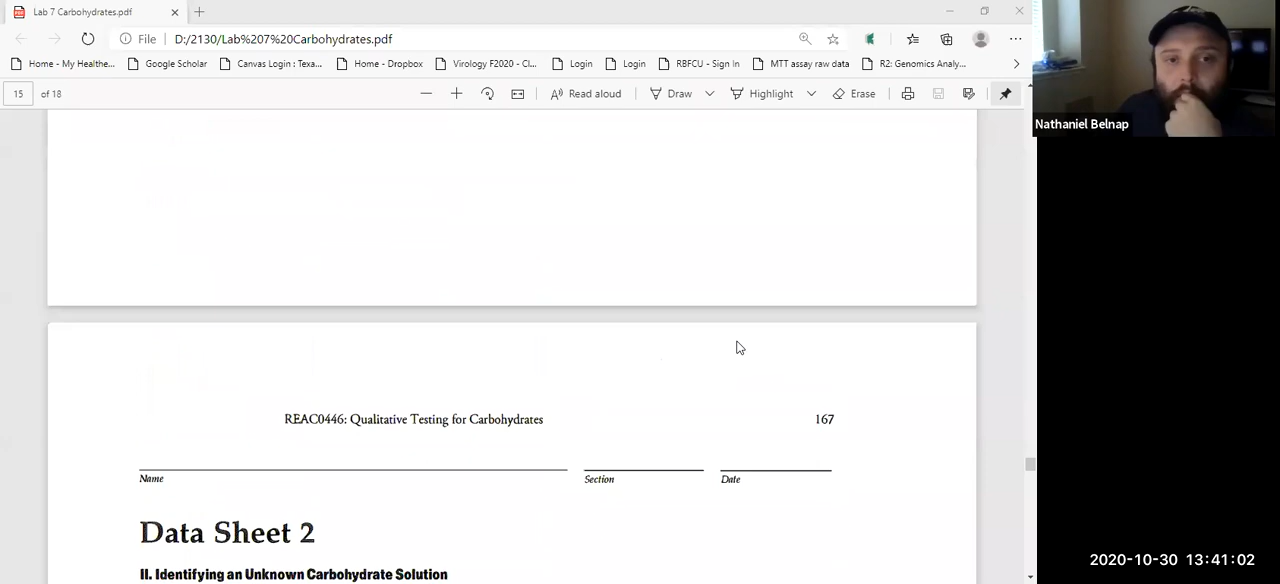 Lab 7 Carbohydrates.pdf
File D:/2130/Lab%207%20Carbohydrates.pdf
Home - My Healthe... Google Scholar Canvas Login : Texa... Home - Dropbox Virology F2020 - Cl... Login Login RBFCU - Sign In MTT assay raw data R2: Genomics Analy...
15 of 18 Read aloud Draw Highlight Erase
Nathaniel Belnap
REAC0446: Qualitative Testing for Carbohydrates 167
Name Section Date
Data Sheet 2
II. Identifying an Unknown Carbohydrate Solution
2020-10-30 13:41:02